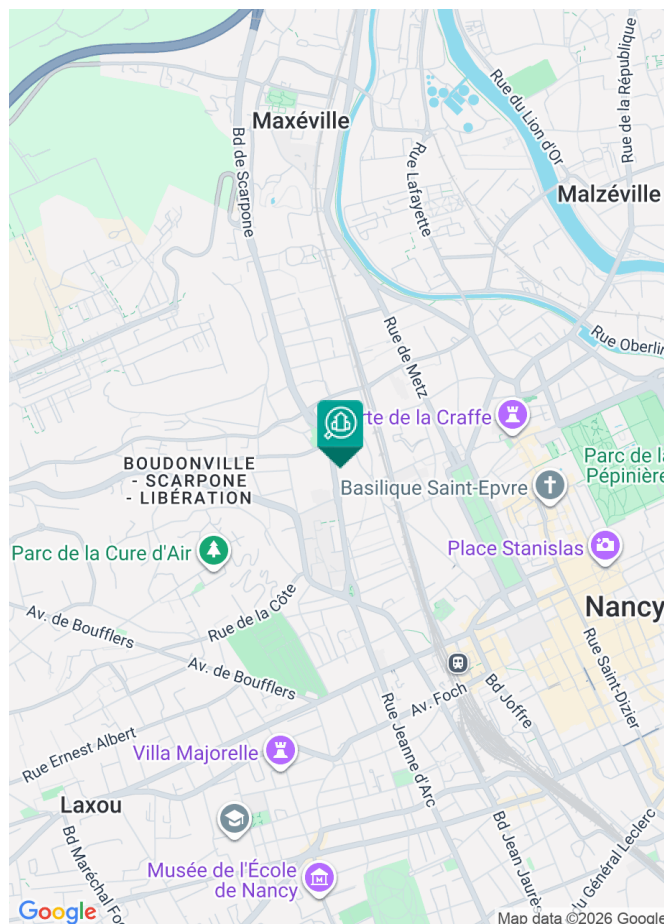 Maxéville
Bd de Scarpone
Rue Lafayette
Rue du Lion d'Or
Rue de la République
Malzéville
Rue de Metz
Rue Oberlin
rte de la Craffe
BOUDONVILLE
- SCARPONE
- LIBÉRATION
Basilique Saint-Epvre
Parc de la
Pépinière
Parc de la Cure d'Air
Place Stanislas
Nancy
Rue de la Côte
Av. de Boufflers
Av. de Boufflers
Rue Saint-Dizier
Bd Joffre
Av. Foch
Rue Jeanne d'Arc
Rue Ernest Albert
Villa Majorelle
Laxou
Bd Maréchal Fo
Musée de l'École
de Nancy
Bd Jean Jaurès
du Général Leclerc
Google
Map data ©2026 Google